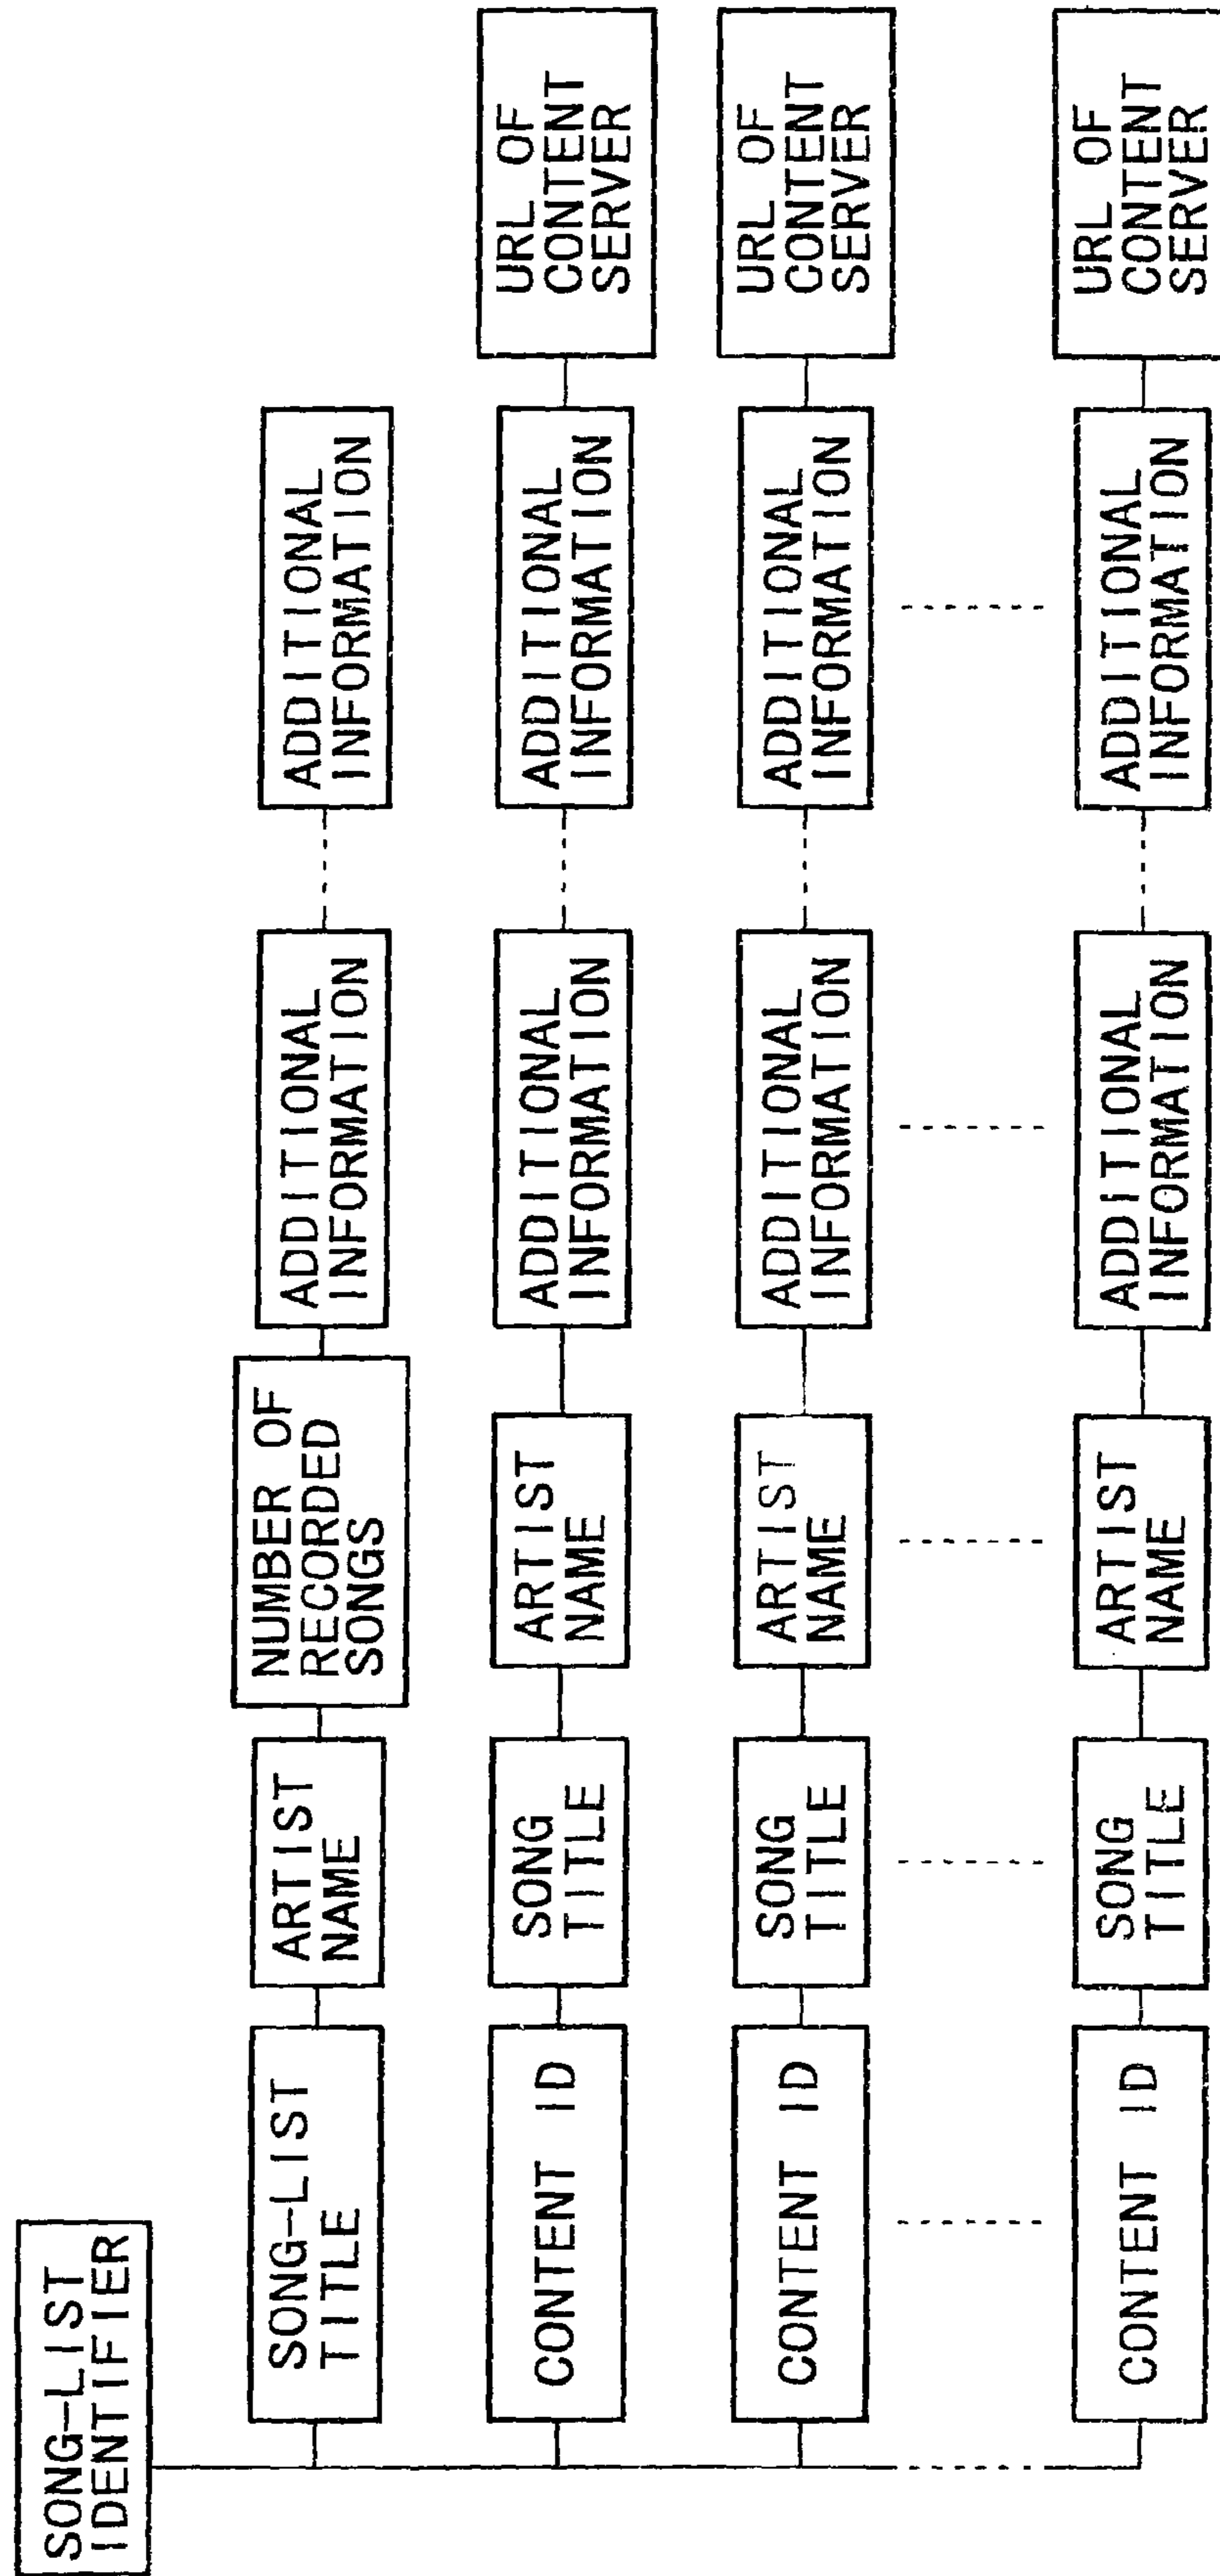 SONG-LIST
IDENTIFIER
SONG-LIST
TITLE
ARTIST
NAME
NUMBER OF
RECORDED
SONGS
ADDITIONAL
INFORMATION
ADDITIONAL
INFORMATION
CONTENT ID
SONG
TITLE
ARTIST
NAME
ADDITIONAL
INFORMATION
ADDITIONAL
INFORMATION
URL OF
CONTENT
SERVER
CONTENT ID
SONG
TITLE
ARTIST
NAME
ADDITIONAL
INFORMATION
ADDITIONAL
INFORMATION
URL OF
CONTENT
SERVER
CONTENT ID
SONG
TITLE
ARTIST
NAME
ADDITIONAL
INFORMATION
ADDITIONAL
INFORMATION
URL OF
CONTENT
SERVER